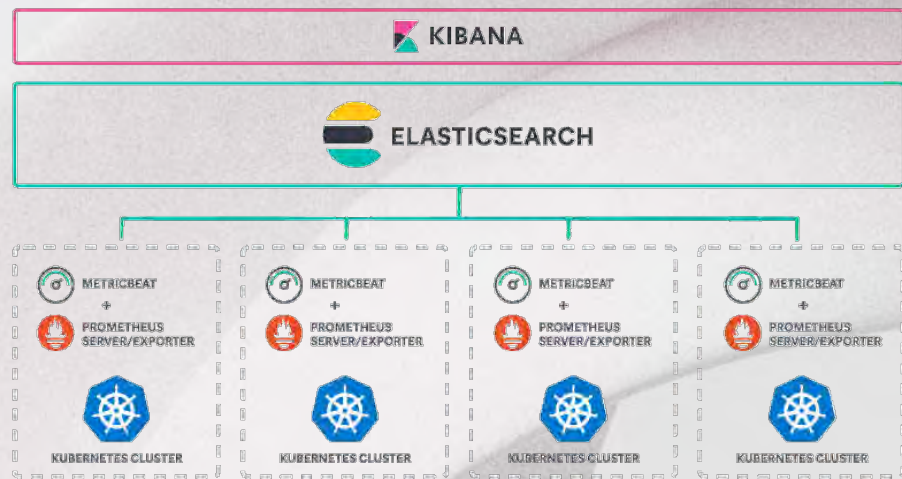 KIBANA
ELASTICSEARCH
METRICBEAT
+
PROMETHEUS
SERVER/EXPORTER
KUBERNETES CLUSTER
METRICBEAT
+
PROMETHEUS
SERVER/EXPORTER
KUBERNETES CLUSTER
METRICBEAT
+
PROMETHEUS
SERVER/EXPORTER
KUBERNETES CLUSTER
METRICBEAT
+
PROMETHEUS
SERVER/EXPORTER
KUBERNETES CLUSTER